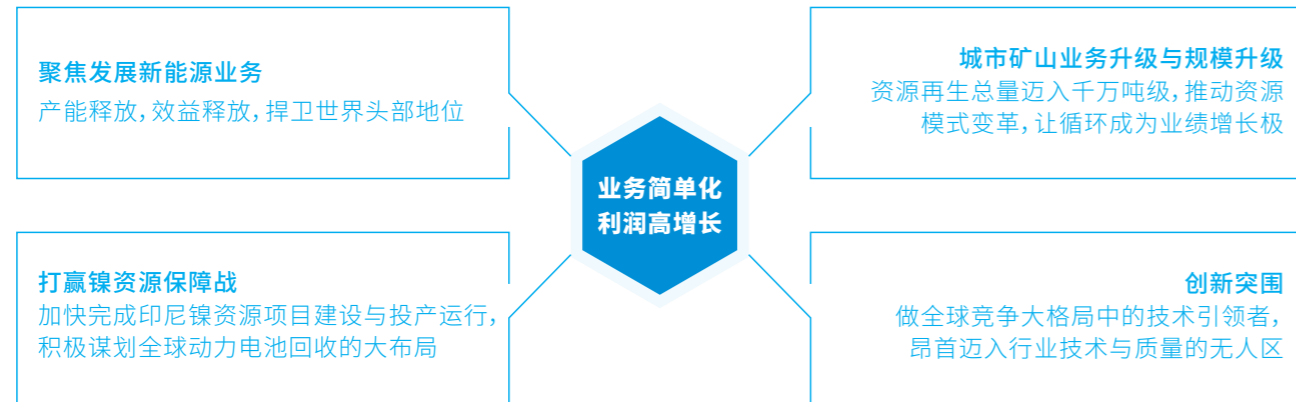 聚焦发展新能源业务
产能释放,效益释放,捍卫世界头部地位
城市矿山业务升级与规模升级
资源再生总量迈入千万吨级,推动资源
模式变革,让循环成为业绩增长极
业务简单化
利润高增长
打赢镍资源保障战
加快完成印尼镍资源项目建设与投产运行,
积极谋划全球动力电池回收的大布局
创新突围
做全球竞争大格局中的技术引领者,
昂首迈入行业技术与质量的无人区